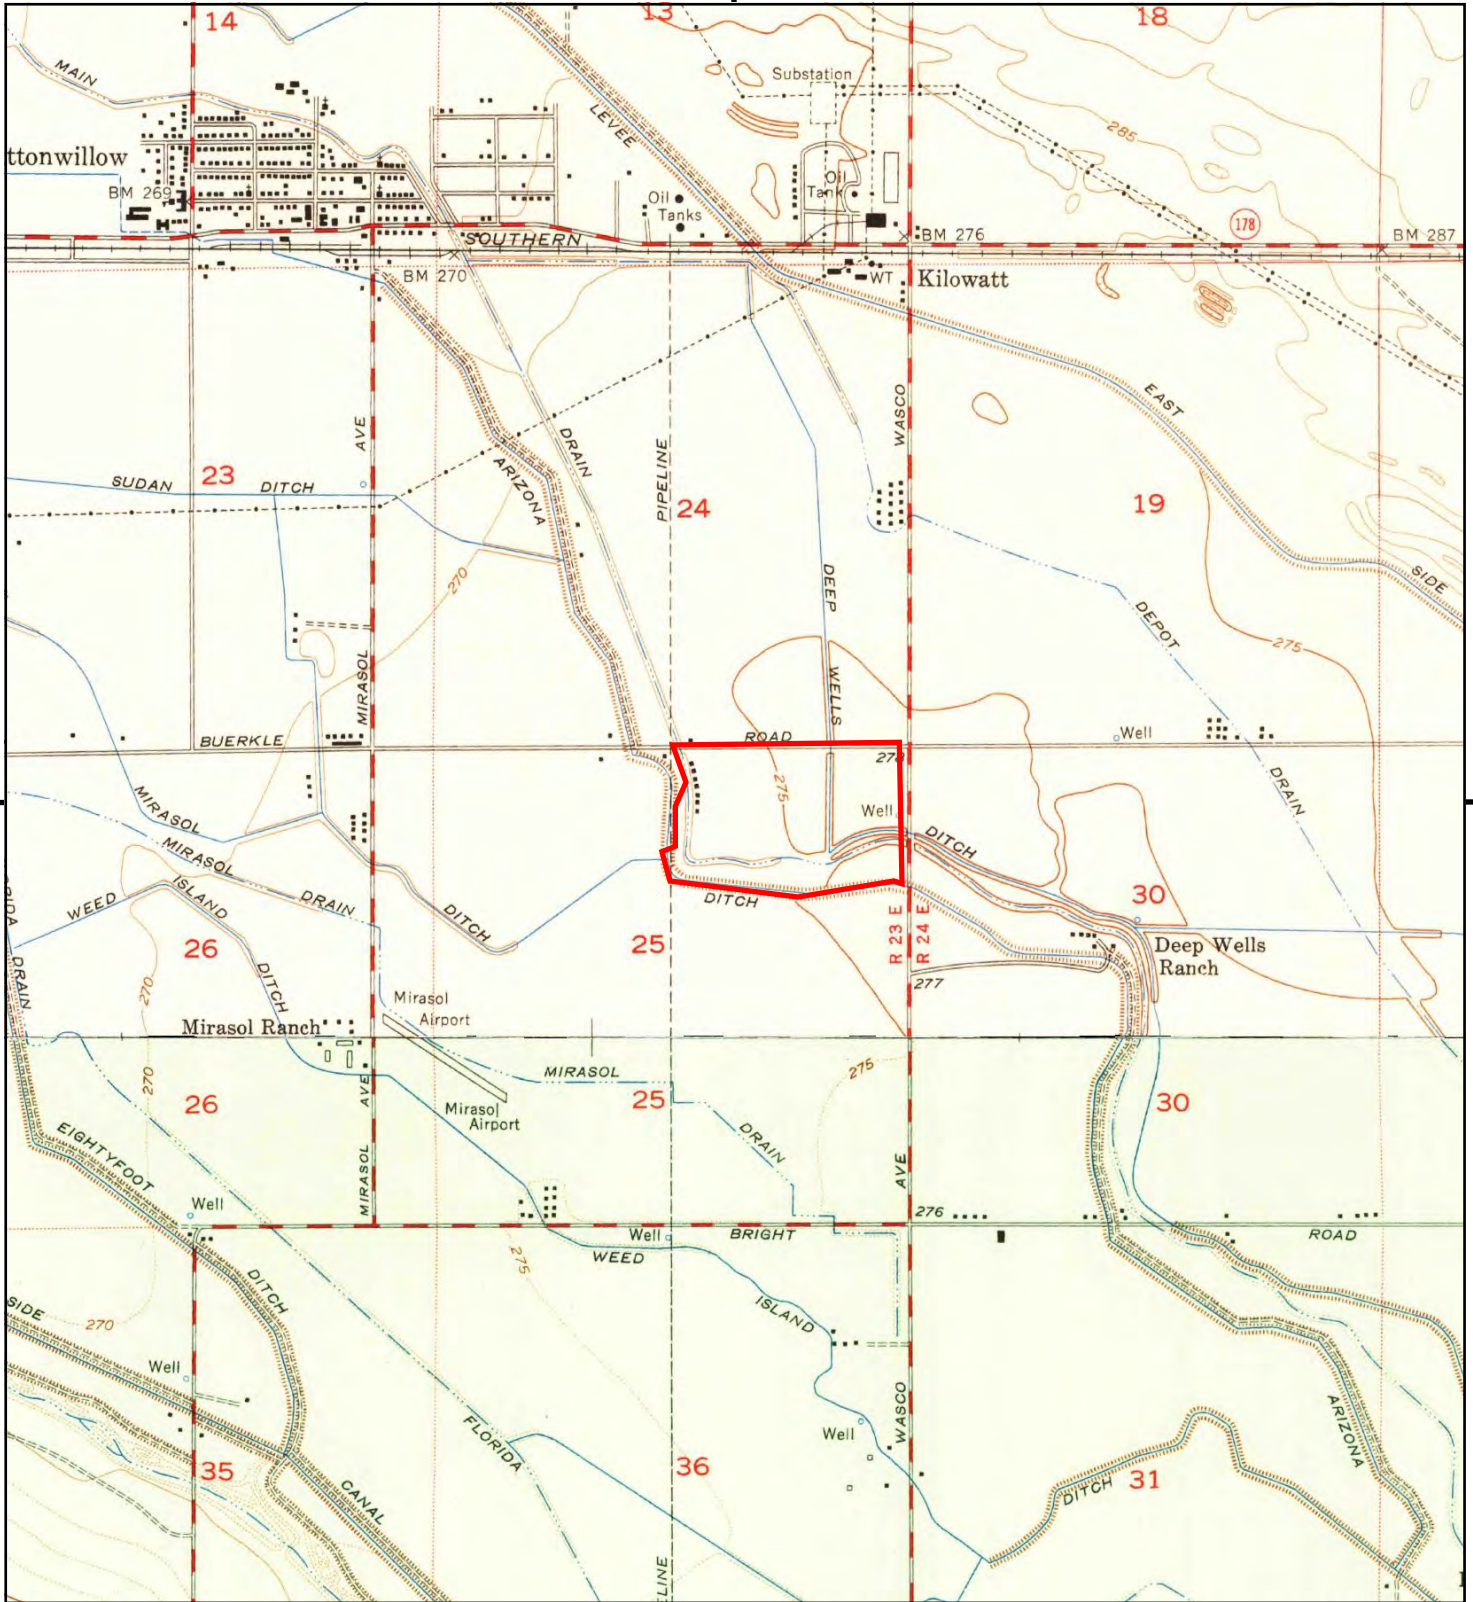 14
13
18
MAIN
Substation
LEVEE
285
ttonwillow
BM 269
Oil
Tanks
Oil
Tank
178
SOUTHERN
BM 276
BM 287
BM 270
WT
Kilowatt
AVE
WASCO
EAST
DRAIN
PIPELINE
ARIZONA
23
SUDAN
DITCH
24
19
270
DEEP
SIDE
DEPOT
275
MIRASOL
WELLS
BUERKLE
ROAD
Well
278
275
DRAIN
MIRASOL
Well
DITCH
MIRASOL
ISLAND
DRAIN
WEED
DITCH
DITCH
30
26
25
R 23 E
R 24 E
Deep Wells
Ranch
DRAIN
DITCH
270
277
Mirasol
Airport
Mirasol Ranch
270
MIRASOL
275
26
AVE
25
30
Mirasol
Airport
EIGHTYFOOT
DRAIN
MIRASOL
AVE
Well
276
Well
BRIGHT
ROAD
WEED
275
DITCH
SIDE
ISLAND
270
Well
WASCO
ARIZONA
FLORIDA
Well
35
36
CANAL
DITCH
31
LINE